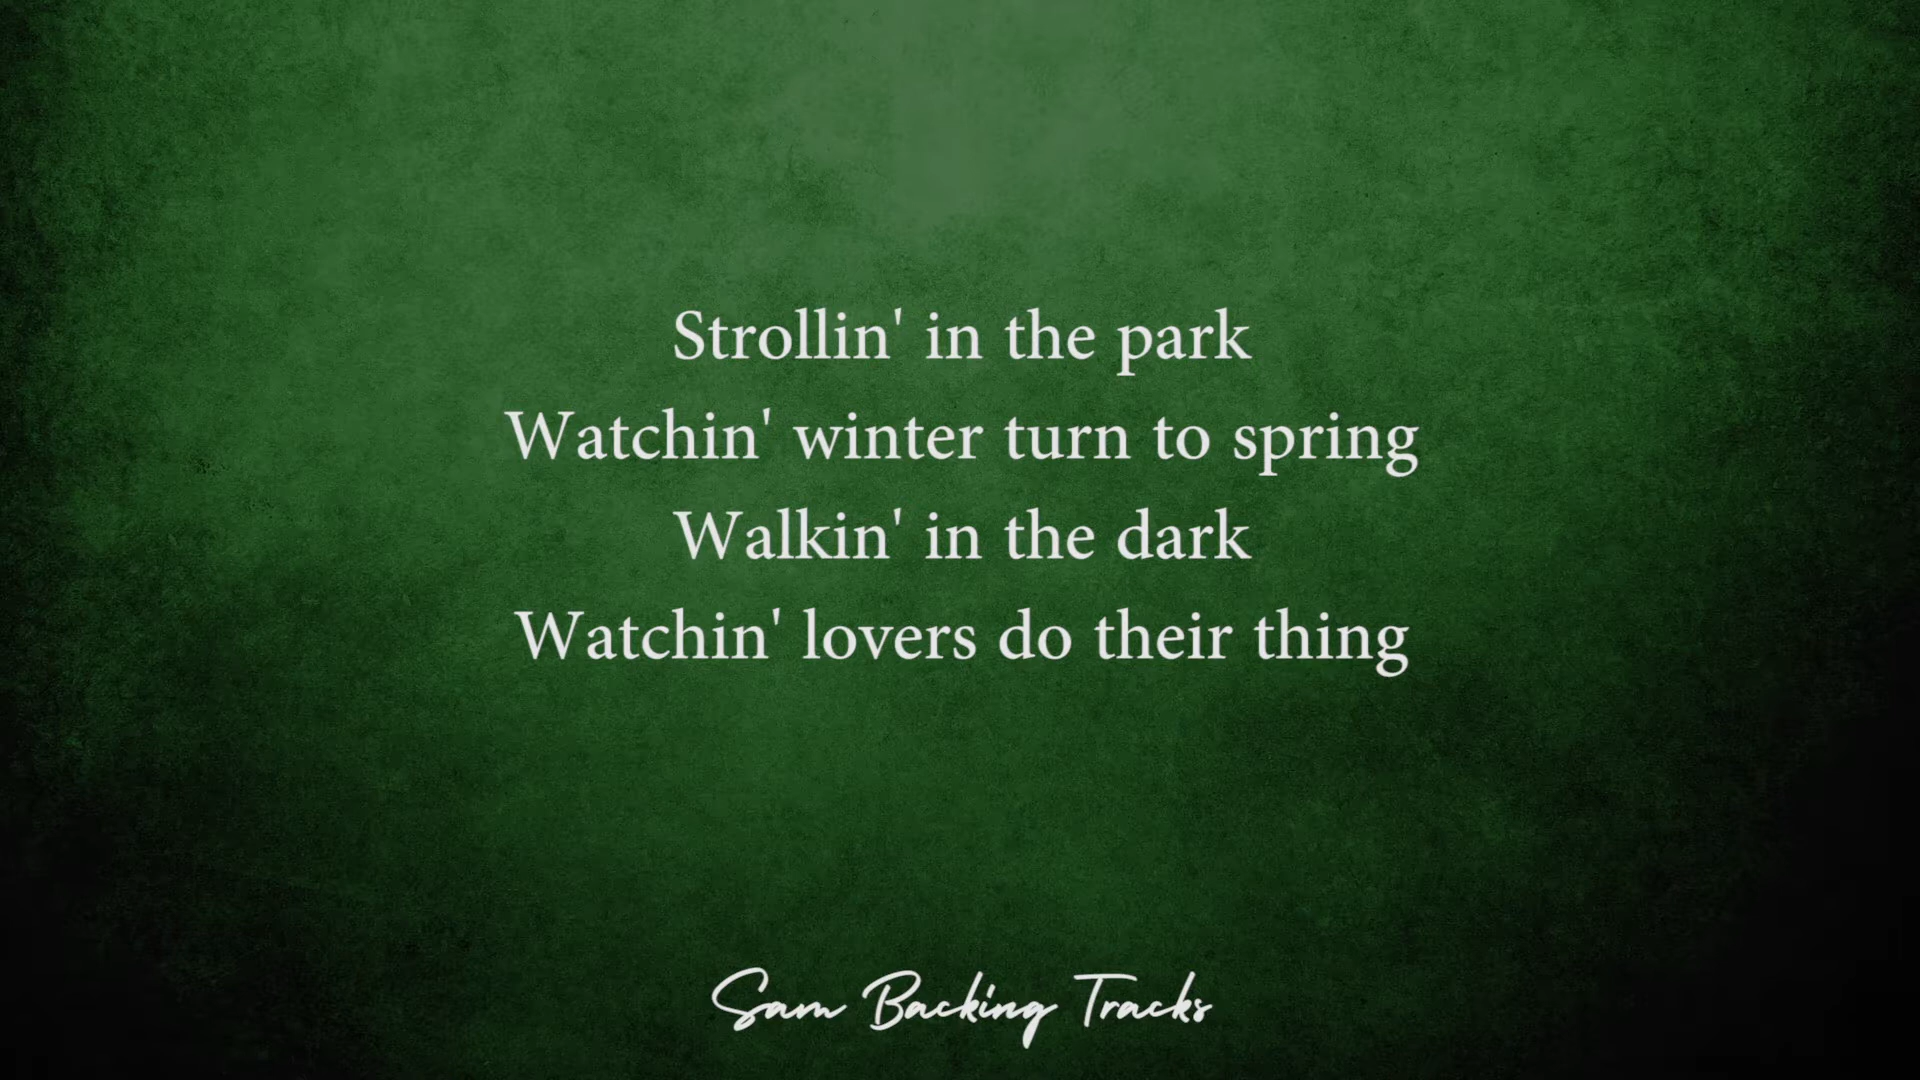 Strollin' in the park
Watchin' winter turn to spring
Walkin' in the dark
Watchin' lovers do their thing
Sam Backing Tracks